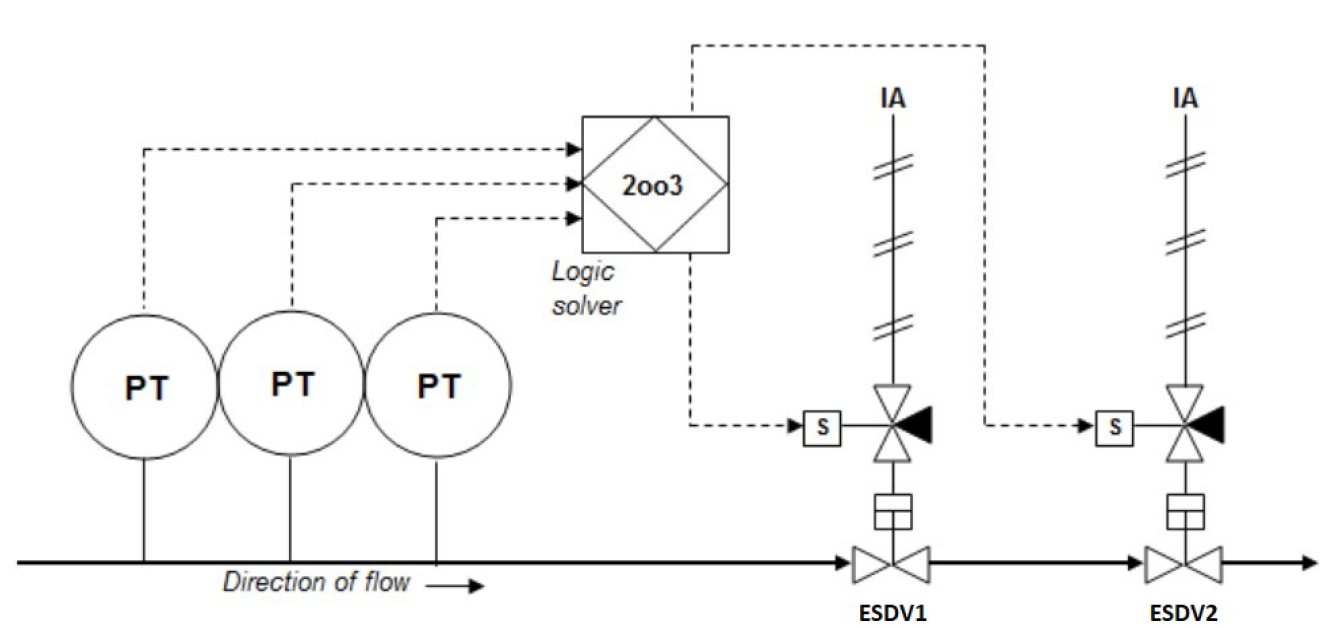 IA
IA
2oo3
Logic
solver
PT
PT
PT
S
S
Direction of flow
ESDV1
ESDV2